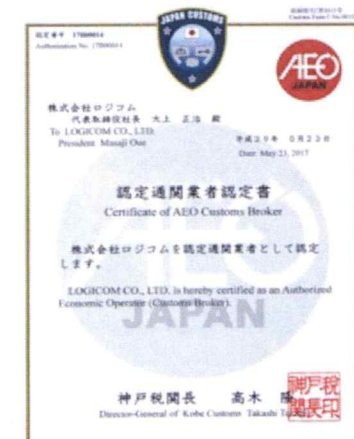 認定番号 17B00014
Authorization No. 17B00014
JAPAN CUSTOMS
AEO
JAPAN
株式会社ロジコム
代表取締役社長 大上 正治 殿
To LOGICOM CO., LTD.
President Masaji Oue
平成29年 5月23日
Date: May 23, 2017
認定通関業者認定書
Certificate of AEO Customs Broker
株式会社ロジコムを認定通関業者として認定
します。
LOGICOM CO., LTD. is hereby certified as an Authorized
Economic Operator (Customs Broker).
AEO
JAPAN
神戸税関長 高木 隆
Director-General of Kobe Customs Takashi
神戸税
関長印